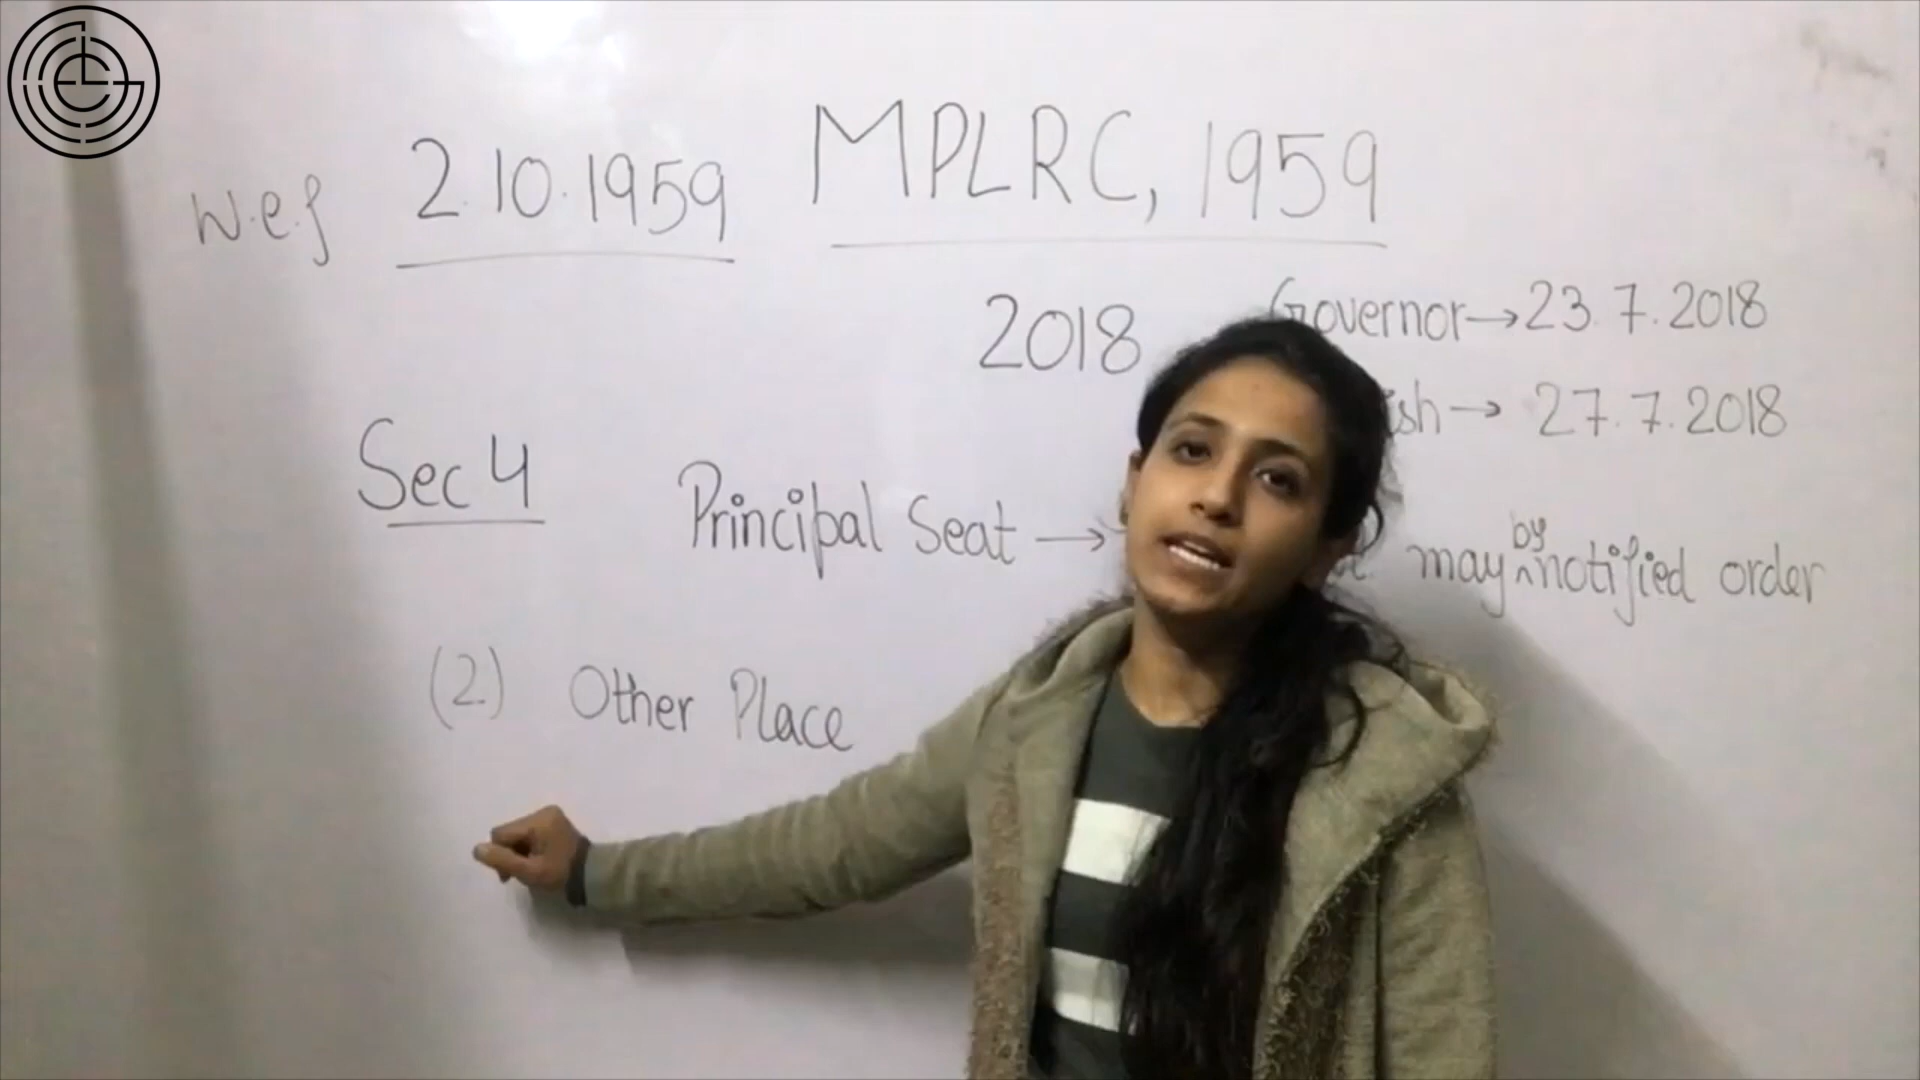 MPLRC, 1959
w.e.f 2.10.1959
2018
Governor → 23.7.2018
→ 27.7.2018
Sec 4
Principal Seat →
may by notified order
(2) Other Place